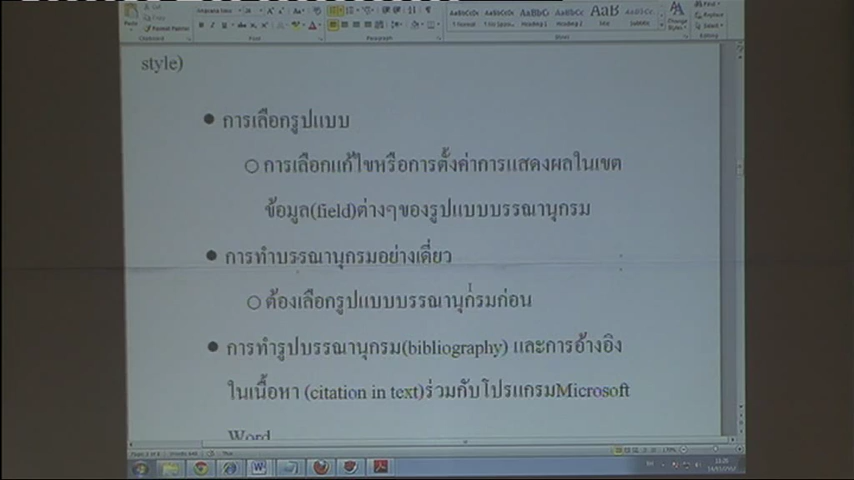 style)
● การเลือกรูปแบบ
○ การเลือกแก้ไขหรือการตั้งค่าการแสดงผลในเขต
ข้อมูล(field)ต่างๆของรูปแบบบรรณานุกรม
● การทำบรรณานุกรมอย่างเดี่ยว
○ ต้องเลือกรูปแบบบรรณานุกรมก่อน
● การทำรูปบรรณานุกรม(bibliography) และการอ้างอิง
ในเนื้อหา (citation in text)ร่วมกับโปรแกรมMicrosoft
Word